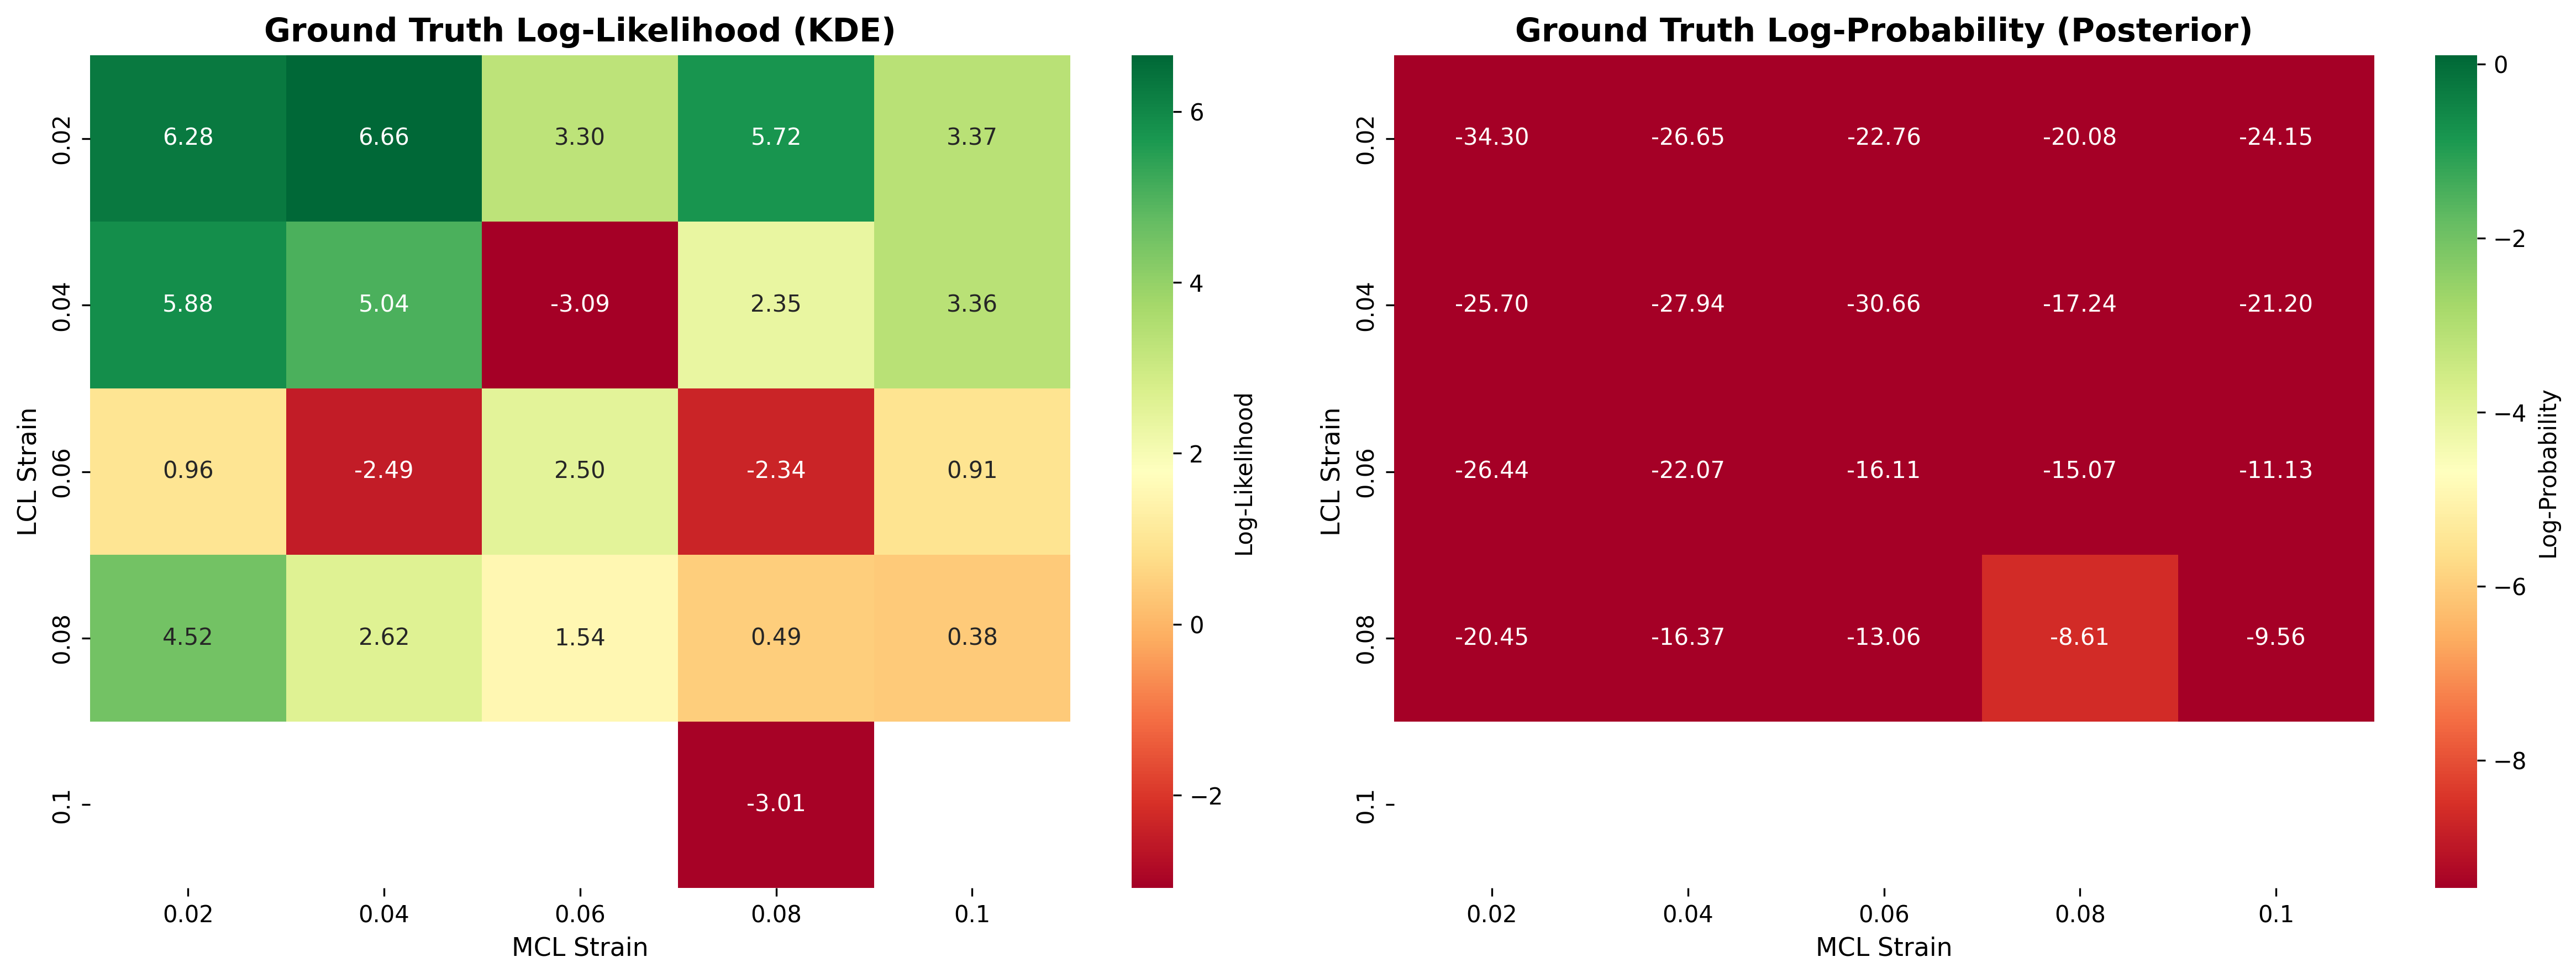 Ground Truth Log-Likelihood (KDE)
LCL Strain
0.02
6.28 6.66 3.30 5.72 3.37
0.04
5.88 5.04 -3.09 2.35 3.36
0.06
0.96 -2.49 2.50 -2.34 0.91
0.08
4.52 2.62 1.54 0.49 0.38
0.1
-3.01
0.02 0.04 0.06 0.08 0.1
MCL Strain
6
4
2
0
−2
Log-Likelihood
Ground Truth Log-Probability (Posterior)
LCL Strain
0.02
-34.30 -26.65 -22.76 -20.08 -24.15
0.04
-25.70 -27.94 -30.66 -17.24 -21.20
0.06
-26.44 -22.07 -16.11 -15.07 -11.13
0.08
-20.45 -16.37 -13.06 -8.61 -9.56
0.1
0.02 0.04 0.06 0.08 0.1
MCL Strain
0
−2
−4
−6
−8
Log-Probability